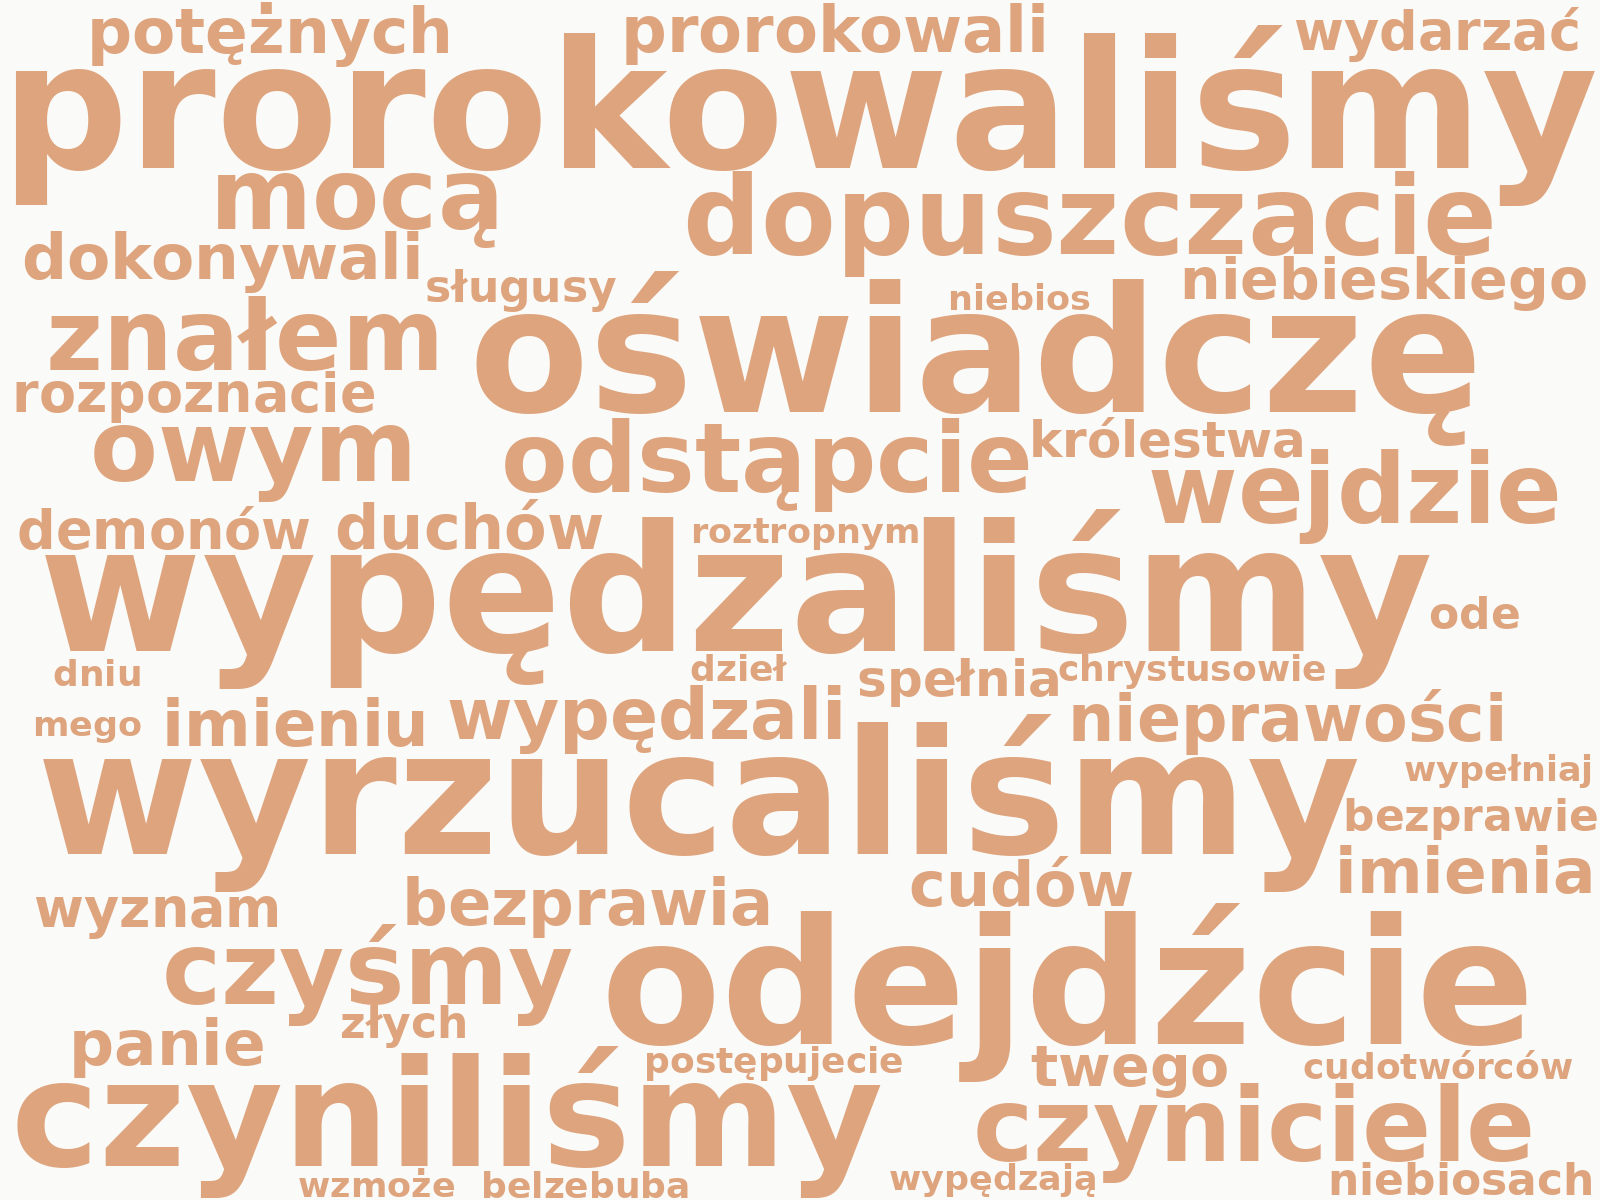 potężnych prorokowali wydarzać
prorokowaliśmy
mocą dopuszczacie
dokonywali sługusy niebios niebieskiego
znałem oświadczę
rozpoznacie
owym odstąpcie królestwa wejdzie
demonów duchów roztropnym
wypędzaliśmy ode
dniu dzieł spełnia chrystusowie
mego imieniu wypędzali nieprawości
wyrzucaliśmy wypełniaj
bezprawie
imienia
wyznam bezprawia cudów
czyśmy odejdźcie
panie złych
czyniliśmy postępujecie twego cudotwórców
czyniciele
wzmoże belzebuba wypędzają niebiosach